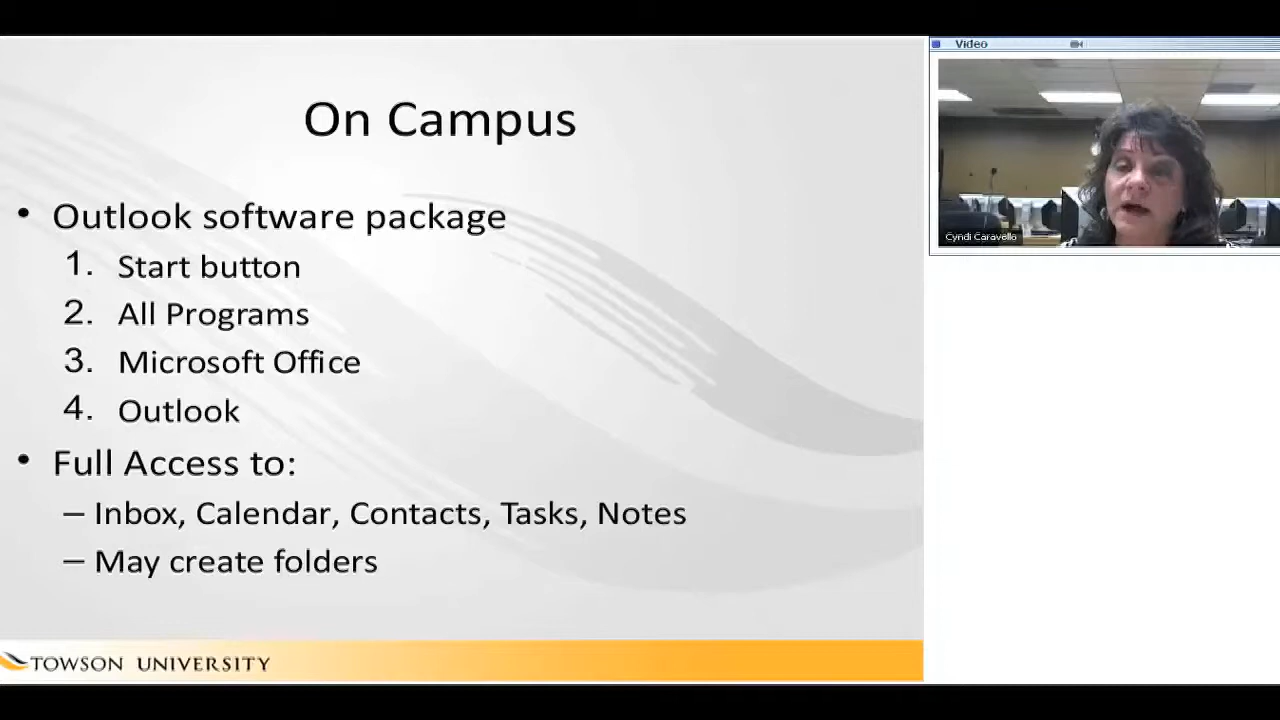 On Campus
• Outlook software package
1. Start button
2. All Programs
3. Microsoft Office
4. Outlook
• Full Access to:
– Inbox, Calendar, Contacts, Tasks, Notes
– May create folders
TOWSON UNIVERSITY
Video
Cyndi Caravello